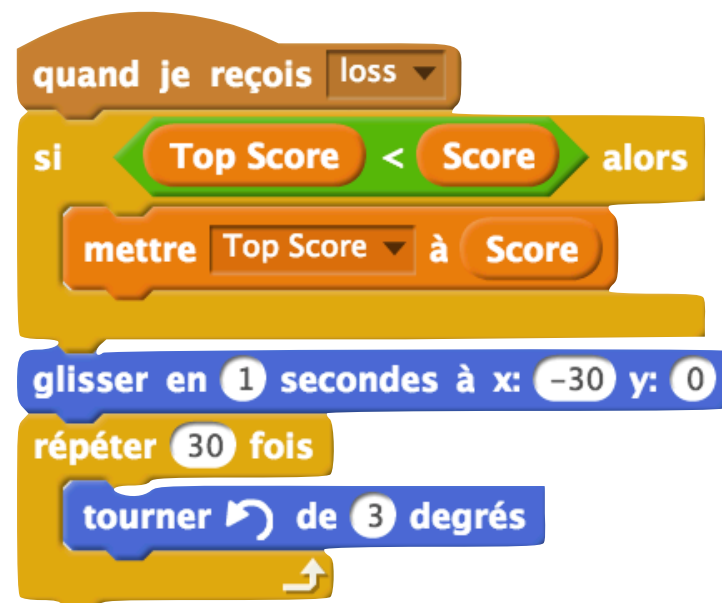 quand je reçois loss
si Top Score < Score alors
mettre Top Score à Score
glisser en 1 secondes à x: -30 y: 0
répéter 30 fois
tourner de 3 degrés